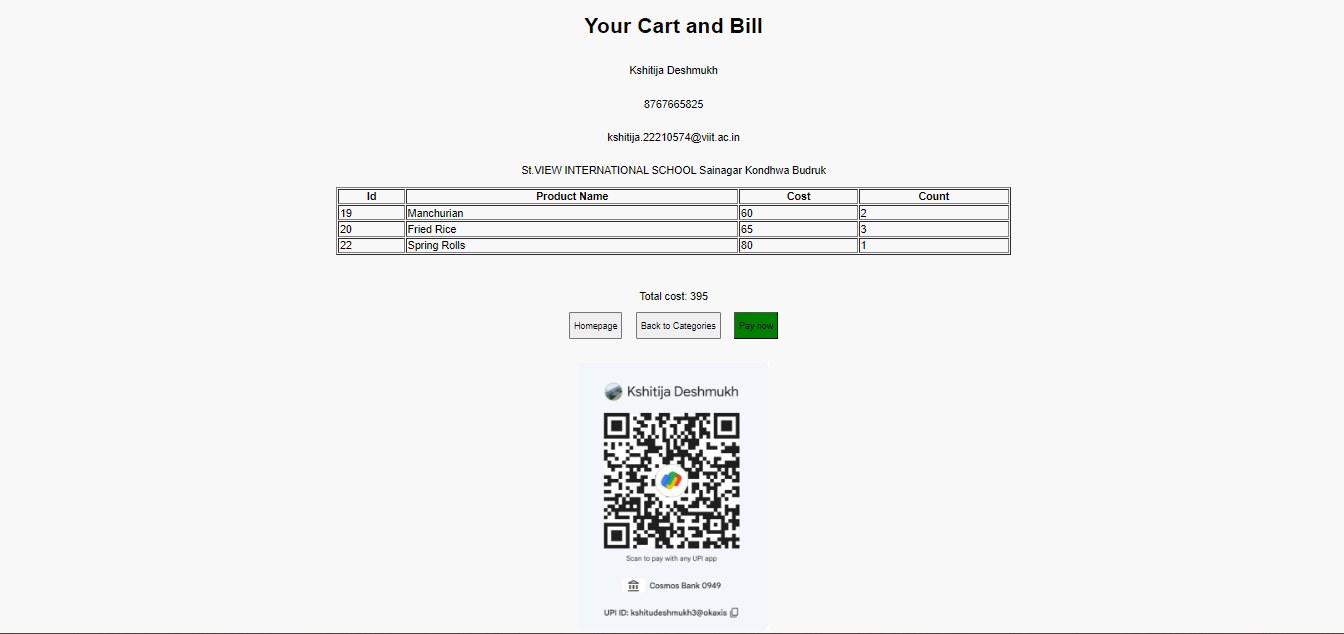 Your Cart and Bill
Kshitija Deshmukh
8767665825
kshitija.22210574@viit.ac.in
St.VIEW INTERNATIONAL SCHOOL Sainagar Kondhwa Budruk
Id Product Name Cost Count
19 Manchurian 60 2
20 Fried Rice 65 3
22 Spring Rolls 80 1
Total cost: 395
Homepage Back to Categories Pay now
Kshitija Deshmukh
Scan to pay with any UPI app
Cosmos Bank 0949
UPI ID: kshitudeshmukh3@okaxis